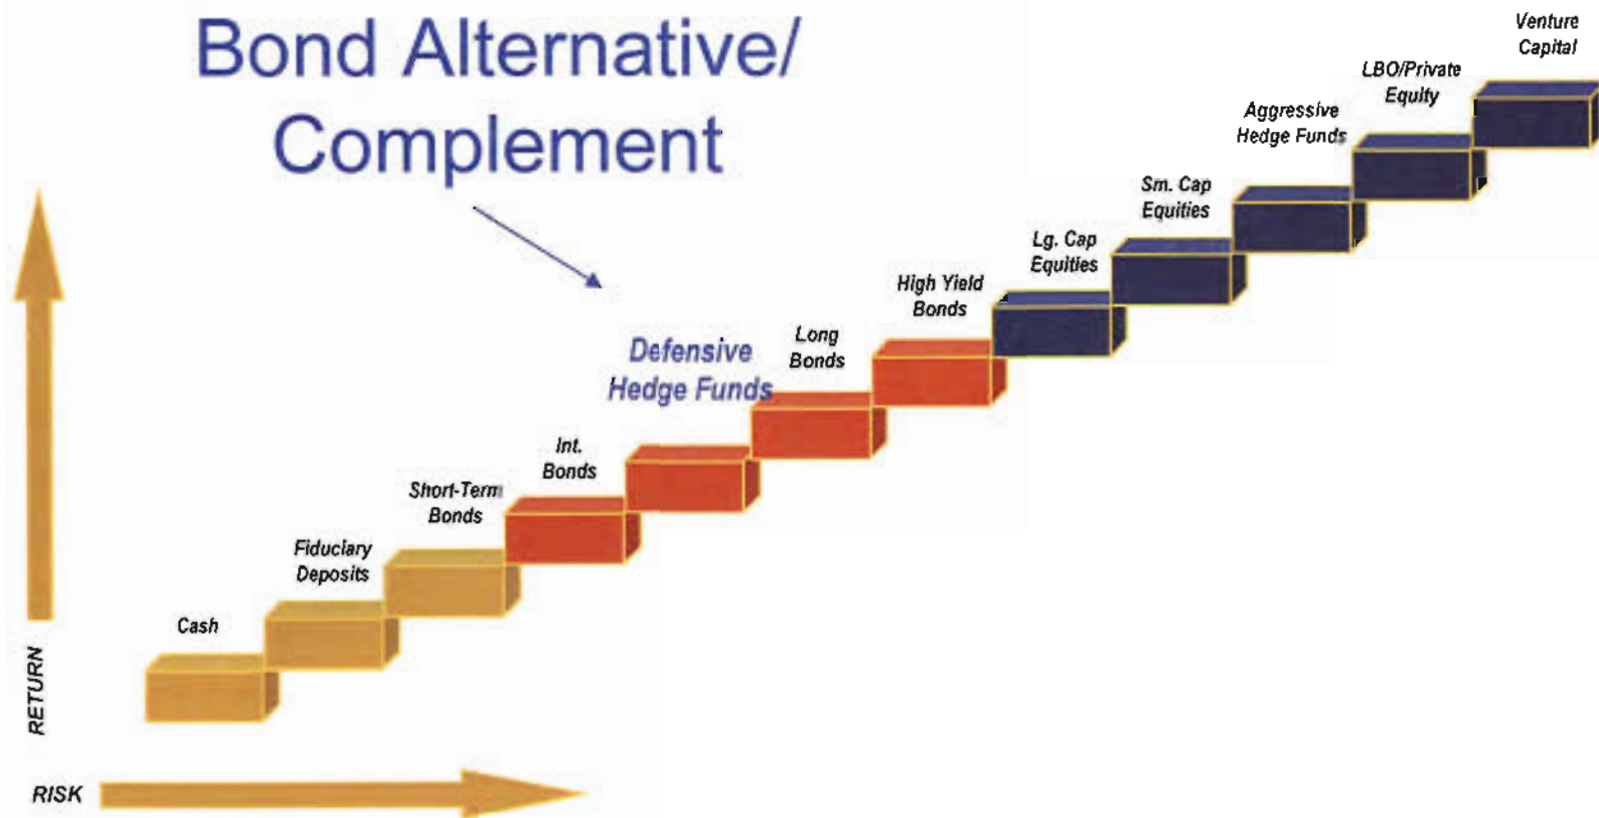 Bond Alternative/
Complement
Venture
Capital
LBO/Private
Equity
Aggressive
Hedge Funds
Sm. Cap
Equities
Lg. Cap
Equities
High Yield
Bonds
Long
Bonds
Defensive
Hedge Funds
Int.
Bonds
Short-Term
Bonds
Fiduciary
Deposits
Cash
RETURN
RISK